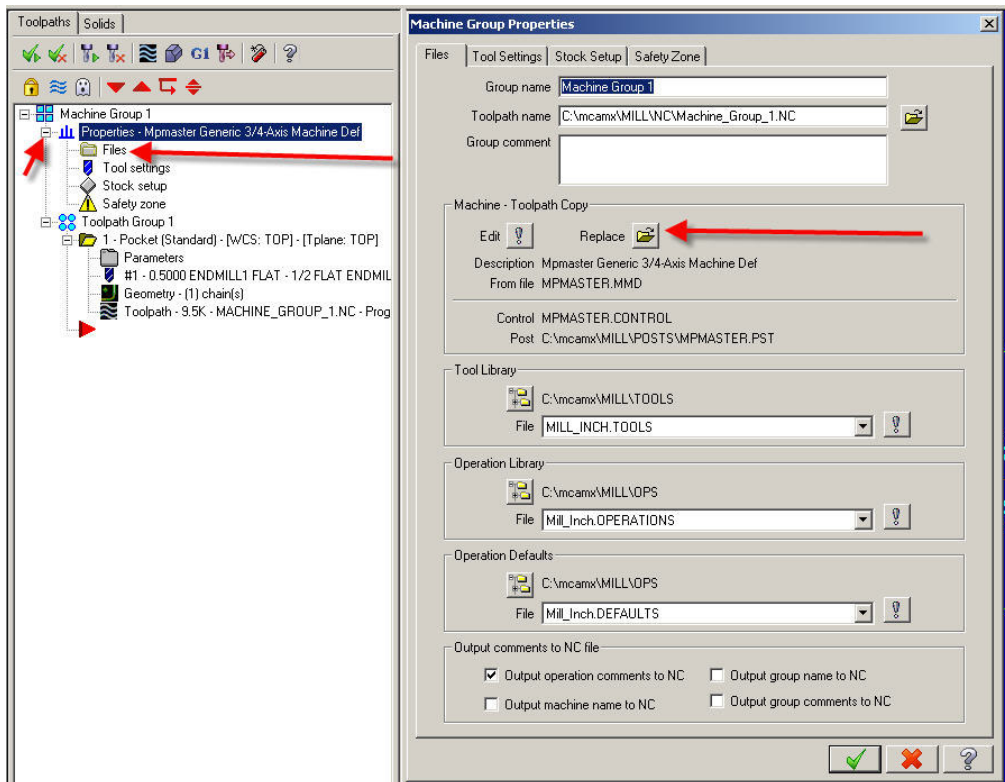 Toolpaths Solids
G1
Machine Group 1
Properties - Mpmaster Generic 3/4-Axis Machine Def
Files
Tool settings
Stock setup
Safety zone
Toolpath Group 1
1 - Pocket (Standard) - [WCS: TOP] - [Tplane: TOP]
Parameters
#1 - 0.5000 ENDMILL1 FLAT - 1/2 FLAT ENDMIL
Geometry - (1) chain(s)
Toolpath - 9.5K - MACHINE_GROUP_1.NC - Prog
Machine Group Properties
Files Tool Settings Stock Setup Safety Zone
Group name Machine Group 1
Toolpath name C:\mcamx\MILL\NC\Machine_Group_1.NC
Group comment
Machine - Toolpath Copy
Edit Replace
Description Mpmaster Generic 3/4-Axis Machine Def
From file MPMASTER.MMD
Control MPMASTER.CONTROL
Post C:\mcamx\MILL\POSTS\MPMASTER.PST
Tool Library
C:\mcamx\MILL\TOOLS
File MILL_INCH.TOOLS
Operation Library
C:\mcamx\MILL\OPS
File Mill_Inch.OPERATIONS
Operation Defaults
C:\mcamx\MILL\OPS
File Mill_Inch.DEFAULTS
Output comments to NC file
Output operation comments to NC Output group name to NC
Output machine name to NC Output group comments to NC